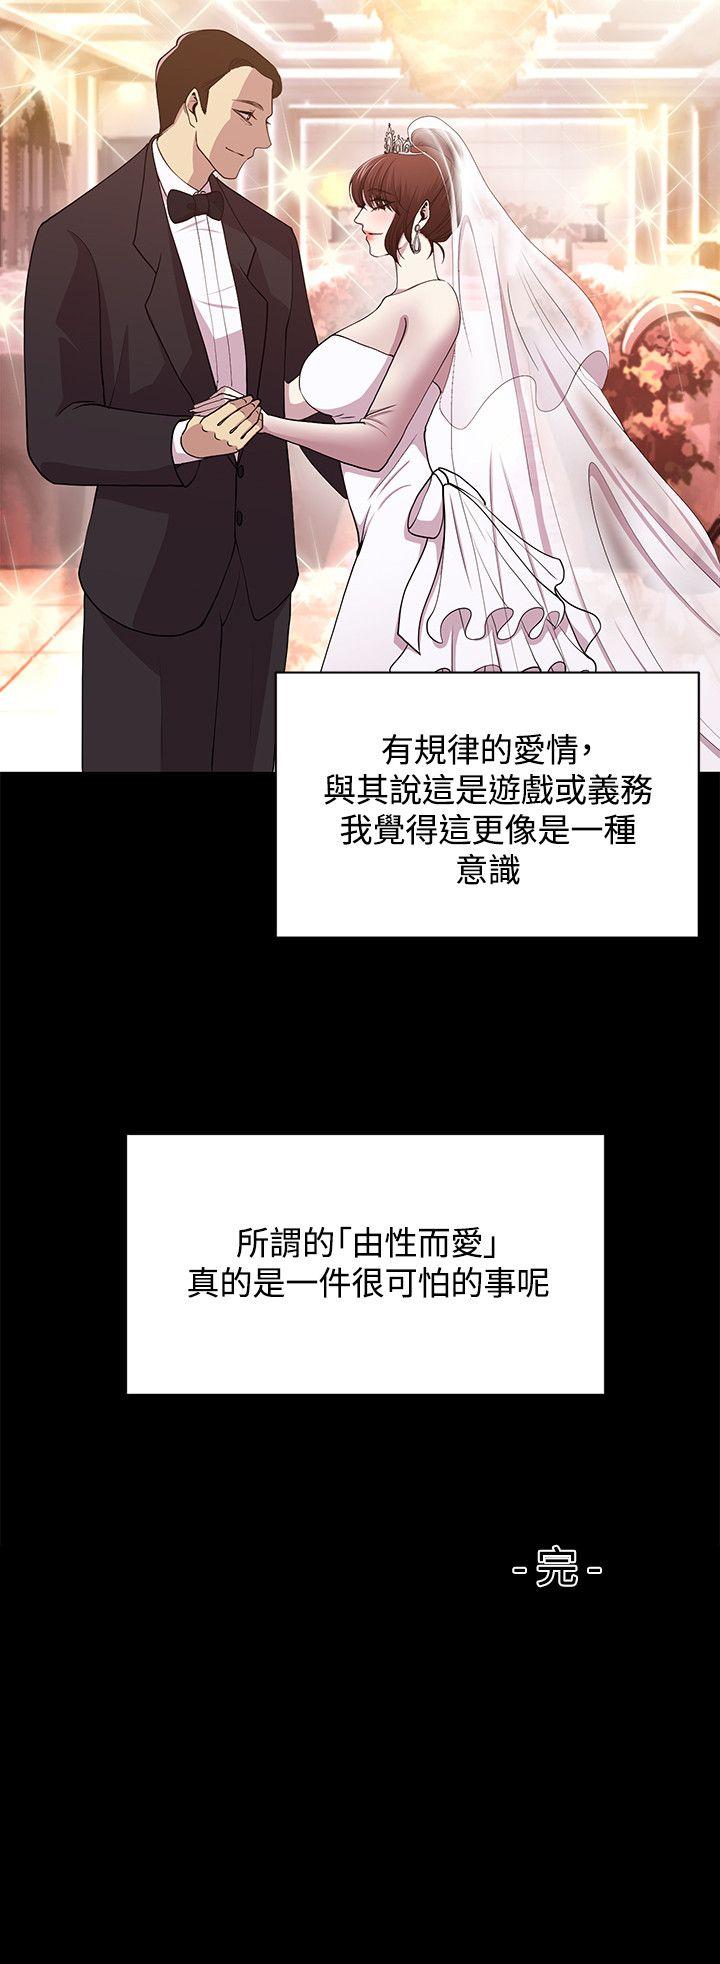 有規律的愛情，
與其說這是遊戲或義務
我覺得這更像是一種
意識
所謂的「由性而愛」
真的是一件很可怕的事呢
- 完 -